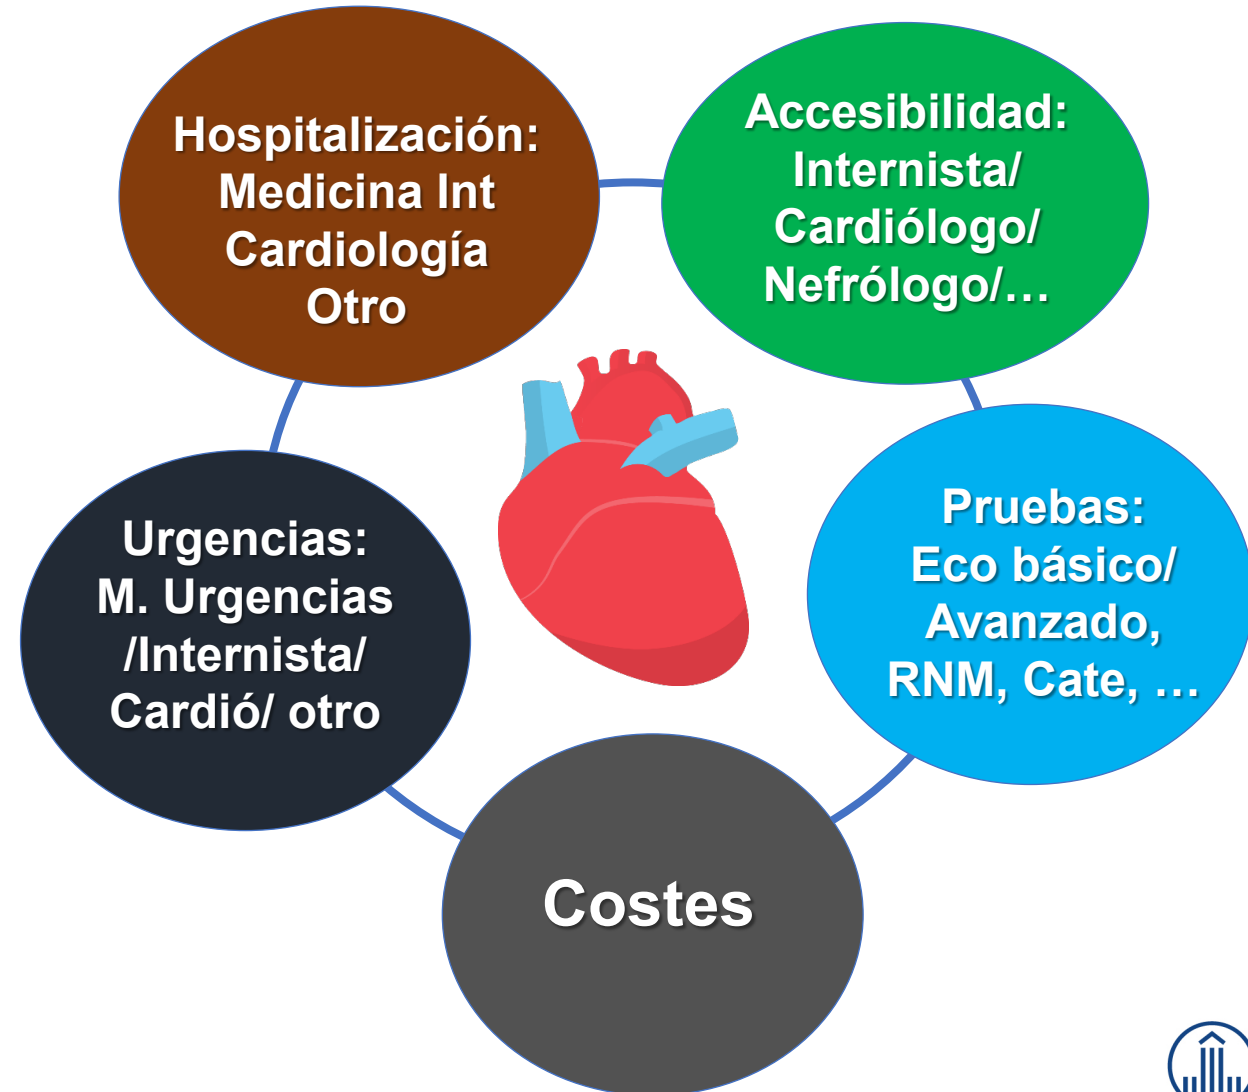 Hospitalización:
Medicina Int
Cardiología
Otro
Accesibilidad:
Internista/
Cardiólogo/
Nefrólogo/…
Pruebas:
Eco básico/
Avanzado,
RNM, Cate, …
Urgencias:
M. Urgencias
/Internista/
Cardió/ otro
Costes